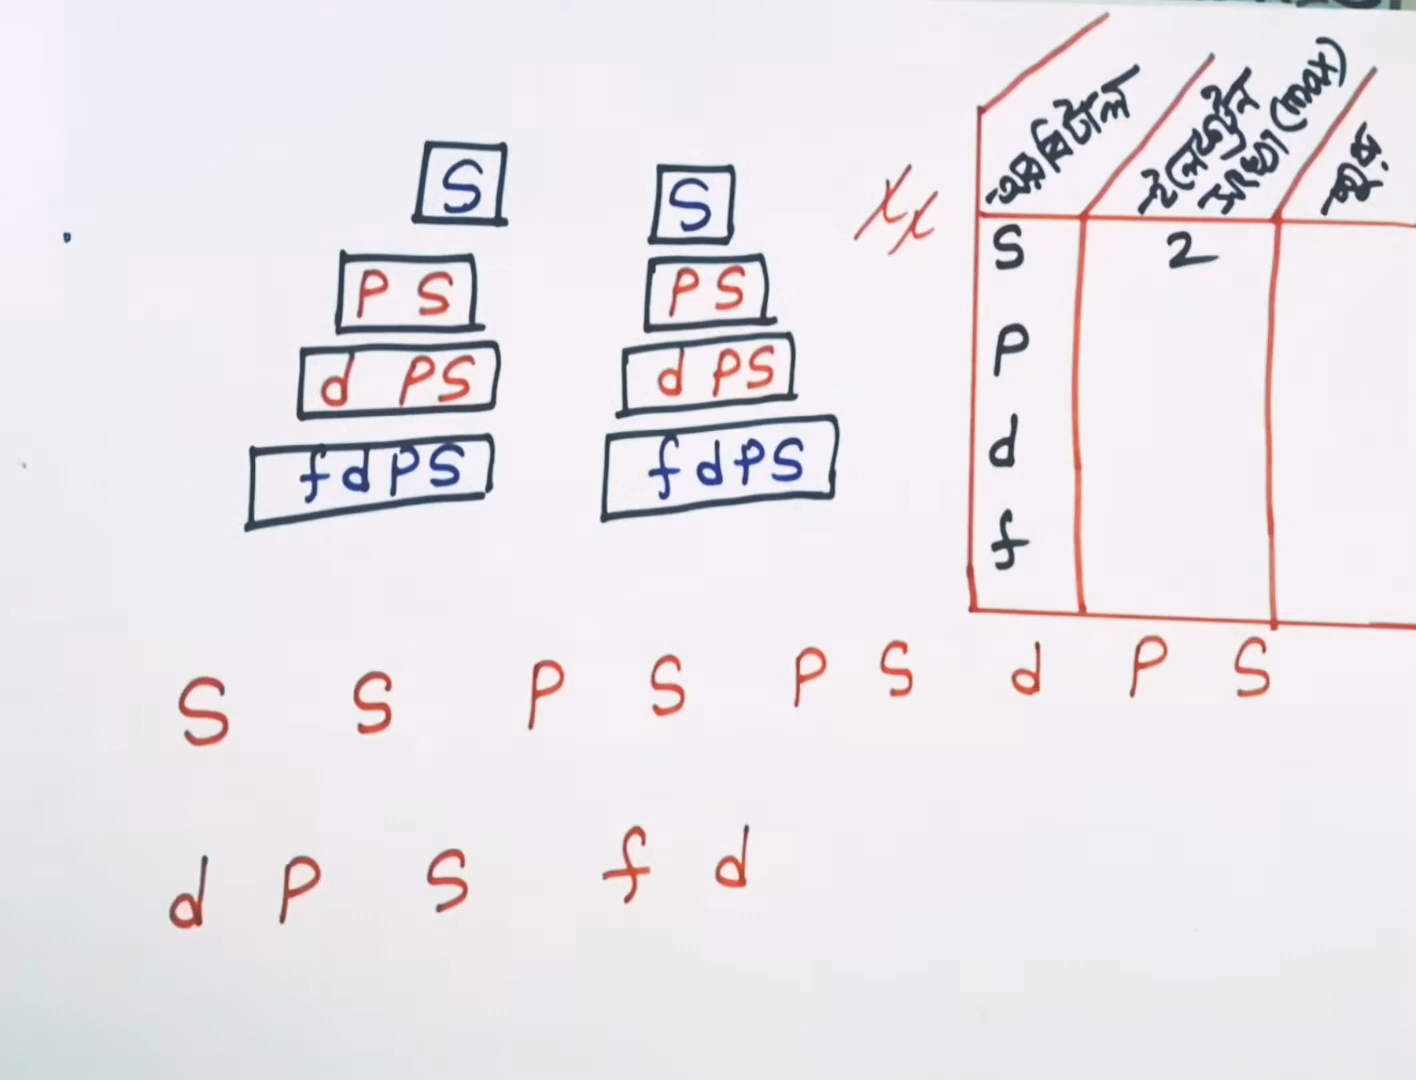 S S
P S P S
d P S d P S
f d P S f d P S
অরবিটাল
ইলেকট্রন
সংখ্যা (max)
S 2
P
d
f
S S P S P S d P S
d P S f d